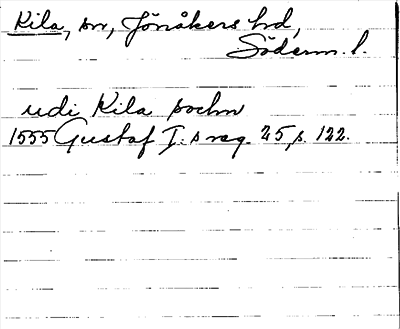 Kila, sn, Jönåkers hd,
Söderm. l.
udi Kila sochn
1555 Gustaf I:s reg. 25, s. 122.